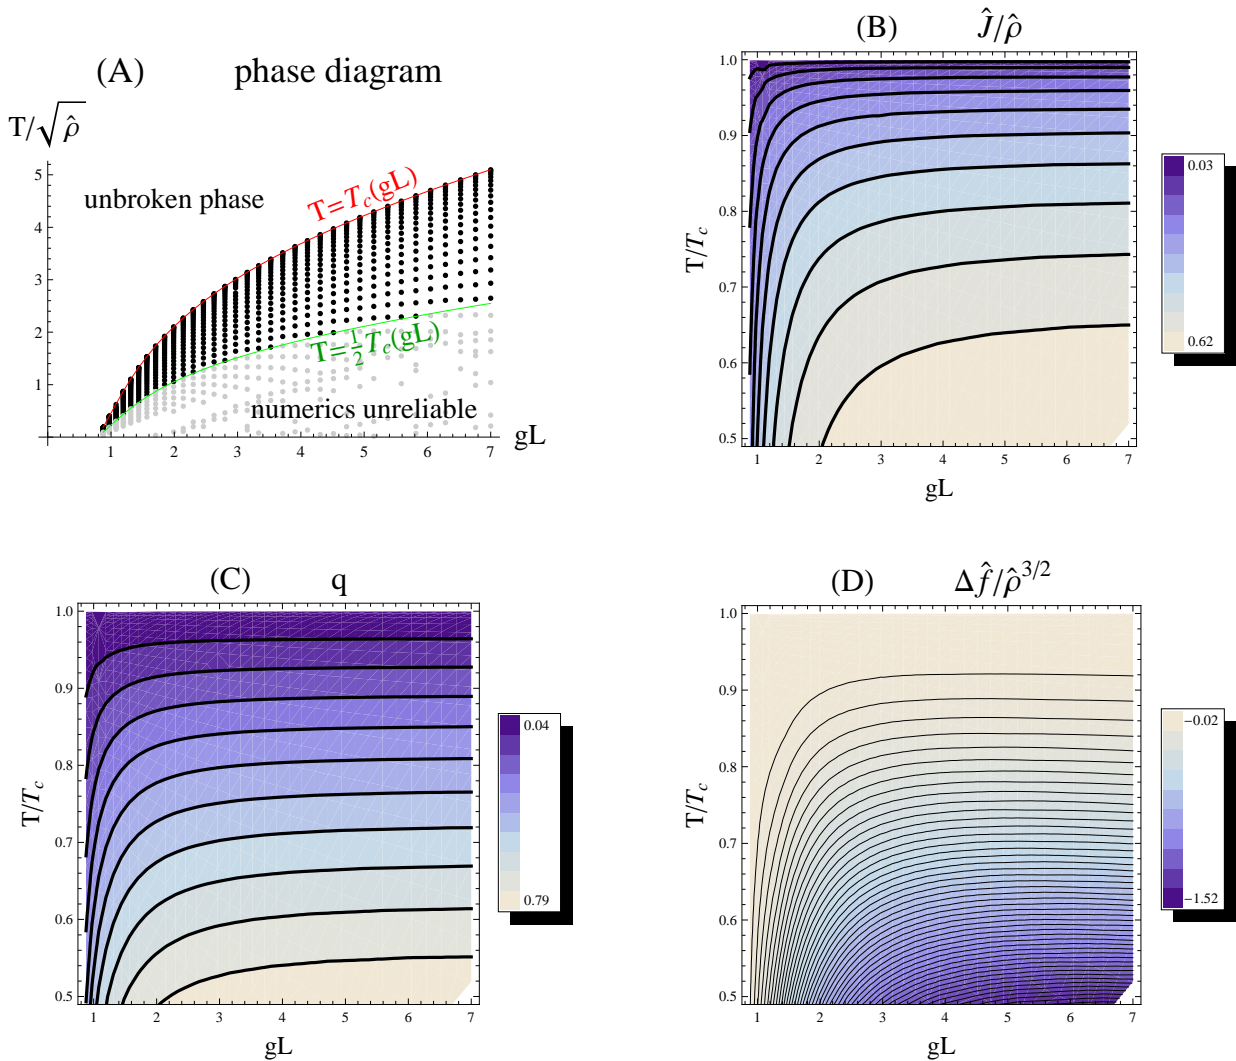 (A) phase diagram
T/√ρ̂
5
4
3
2
1
unbroken phase
T=T_c(gL)
T=½T_c(gL)
numerics unreliable
1 2 3 4 5 6 7
gL
(B) Ĵ/ρ̂
1.0
0.9
0.8
0.7
0.6
0.5
T/T_c
1 2 3 4 5 6 7
gL
0.03
0.62
(C) q
1.0
0.9
0.8
0.7
0.6
0.5
T/T_c
1 2 3 4 5 6 7
gL
0.04
0.79
(D) Δf̂/ρ̂^{3/2}
1.0
0.9
0.8
0.7
0.6
0.5
T/T_c
1 2 3 4 5 6 7
gL
−0.02
−1.52